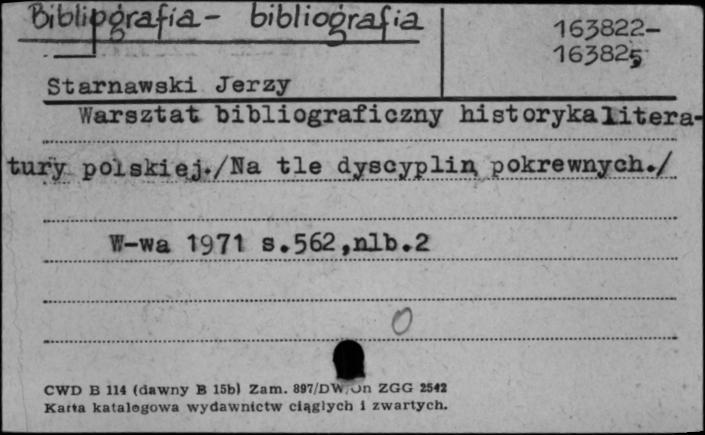 Bibliografia - bibliografia
163822-
163825
Starnawski Jerzy
Warsztat bibliograficzny historyka litera-
tury polskiej./Na tle dyscyplin pokrewnych./
W-wa 1971 s.562,nlb.2
O
CWD B 114 (dawny B 15b) Zam. 897/DW/ ZGG 2542
Karta katalogowa wydawnictw ciągłych i zwartych.